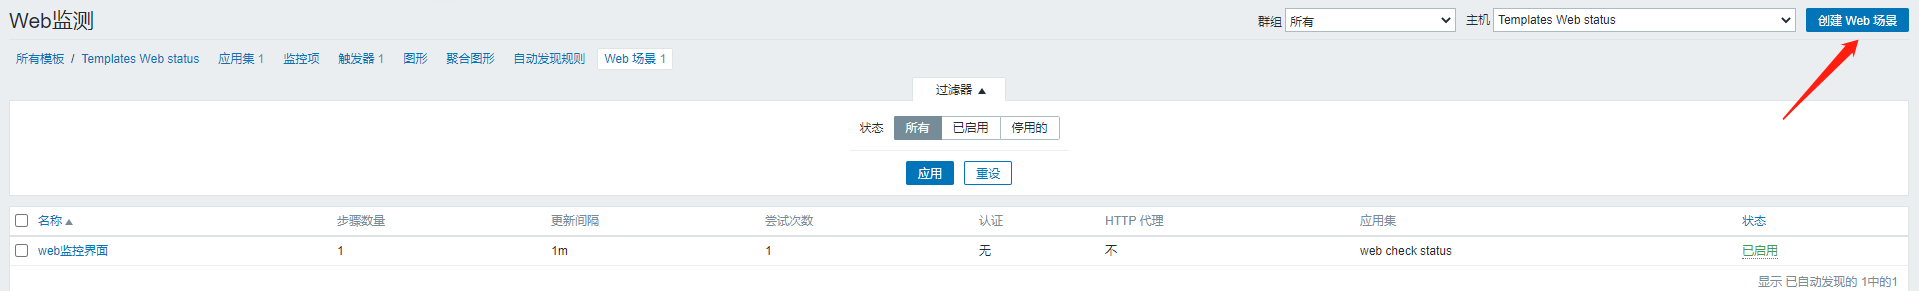 Web监测 群组 所有 主机 Templates Web status 创建 Web 场景
所有模板 / Templates Web status 应用集 1 监控项 触发器 1 图形 聚合图形 自动发现规则 Web 场景 1
过滤器
状态 所有 已启用 停用的
应用 重设
名称 步骤数量 更新间隔 尝试次数 认证 HTTP 代理 应用集 状态
web监控界面 1 1m 1 无 不 web check status 已启用
显示 已自动发现的 1中的1